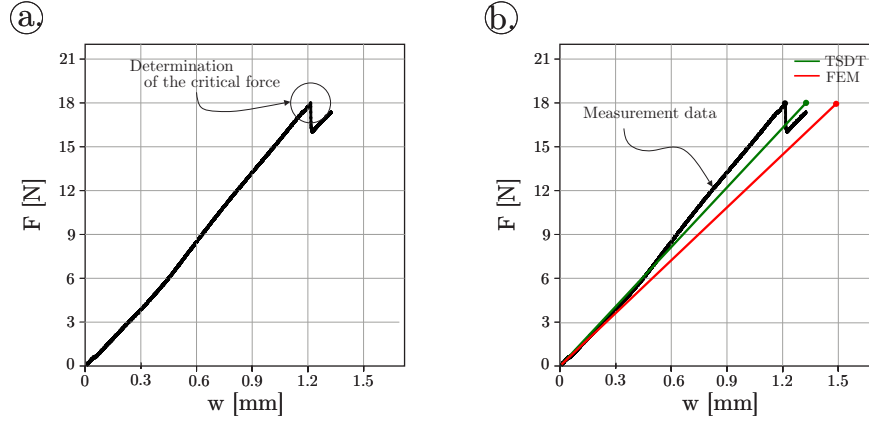 a.
Determination
of the critical force
21
18
15
12
9
6
3
0
F [N]
0
0.3
0.6
0.9
1.2
1.5
w [mm]
b.
TSDT
FEM
Measurement data
21
18
15
12
9
6
3
0
F [N]
0
0.3
0.6
0.9
1.2
1.5
w [mm]